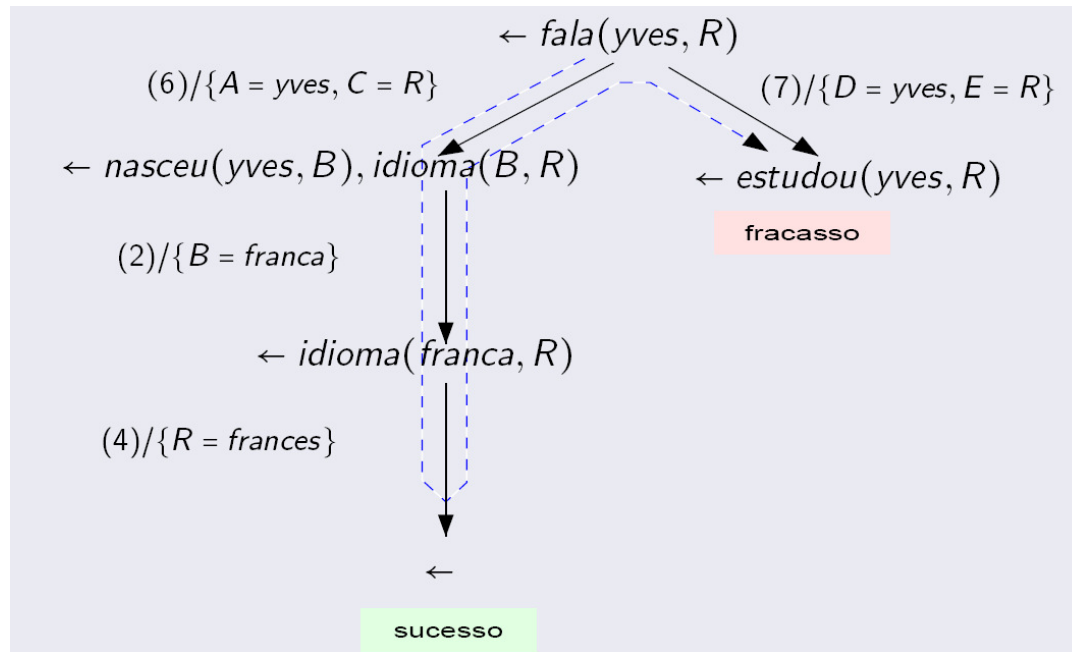 ← fala(yves, R)
(6)/{A = yves, C = R}
(7)/{D = yves, E = R}
← nasceu(yves, B), idioma(B, R)
← estudou(yves, R)
fracasso
(2)/{B = franca}
← idioma(franca, R)
(4)/{R = frances}
←
sucesso